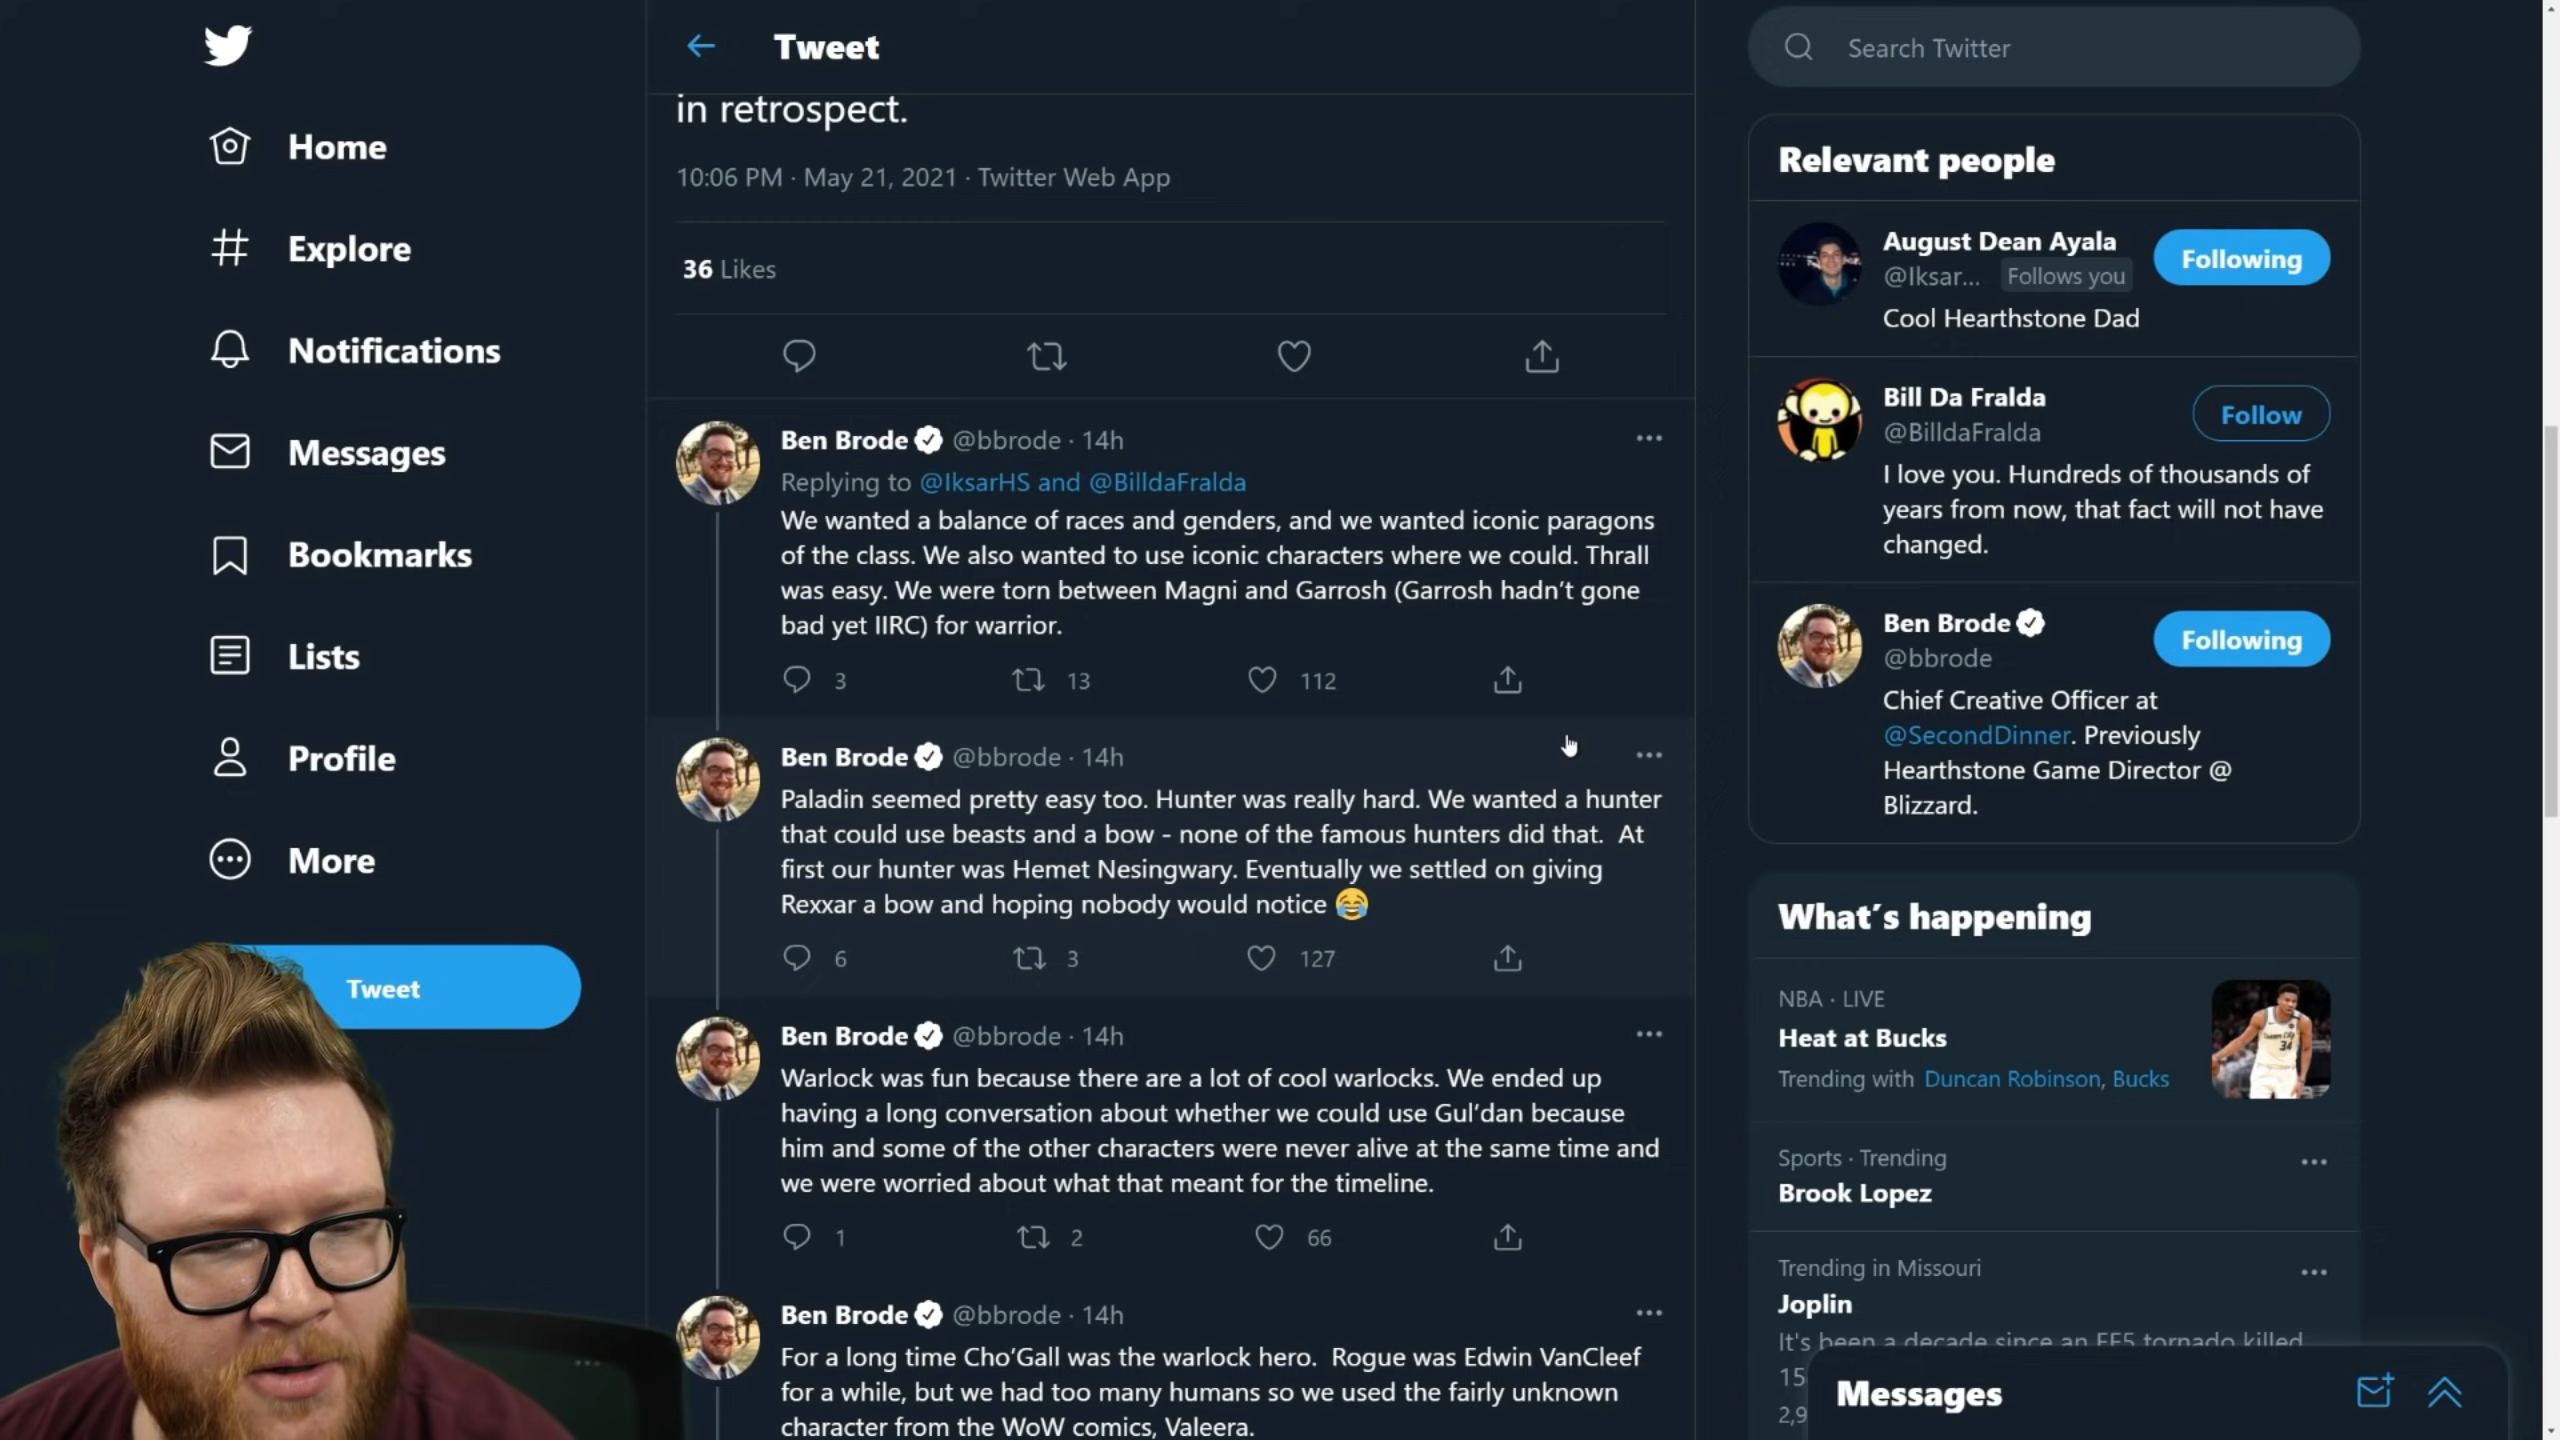 Home
Explore
Notifications
Messages
Bookmarks
Lists
Profile
More
Tweet
Tweet
in retrospect.
10:06 PM · May 21, 2021 · Twitter Web App
36 Likes
Ben Brode @bbrode · 14h
Replying to @IksarHS and @BilldaFralda
We wanted a balance of races and genders, and we wanted iconic paragons
of the class. We also wanted to use iconic characters where we could. Thrall
was easy. We were torn between Magni and Garrosh (Garrosh hadn't gone
bad yet IIRC) for warrior.
3 13 112
Ben Brode @bbrode · 14h
Paladin seemed pretty easy too. Hunter was really hard. We wanted a hunter
that could use beasts and a bow - none of the famous hunters did that. At
first our hunter was Hemet Nesingwary. Eventually we settled on giving
Rexxar a bow and hoping nobody would notice 😂
6 3 127
Ben Brode @bbrode · 14h
Warlock was fun because there are a lot of cool warlocks. We ended up
having a long conversation about whether we could use Gul'dan because
him and some of the other characters were never alive at the same time and
we were worried about what that meant for the timeline.
1 2 66
Ben Brode @bbrode · 14h
For a long time Cho'Gall was the warlock hero. Rogue was Edwin VanCleef
for a while, but we had too many humans so we used the fairly unknown
character from the WoW comics, Valeera.
Search Twitter
Relevant people
August Dean Ayala
@Iksar... Follows you
Following
Cool Hearthstone Dad
Bill Da Fralda
@BilldaFralda
Follow
I love you. Hundreds of thousands of
years from now, that fact will not have
changed.
Ben Brode
@bbrode
Following
Chief Creative Officer at
@SecondDinner. Previously
Hearthstone Game Director @
Blizzard.
What's happening
NBA · LIVE
Heat at Bucks
Trending with Duncan Robinson, Bucks
34
Sports · Trending
Brook Lopez
Trending in Missouri
Joplin
It's been a decade since an EF5 tornado killed
15
2,9
Messages